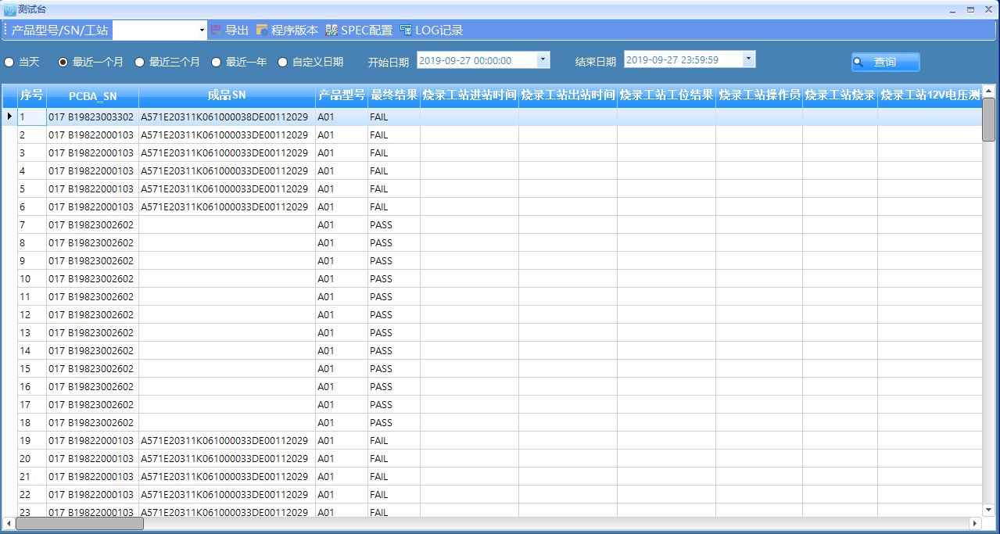 测试台
产品型号/SN/工站 导出 程序版本 SPEC配置 LOG记录
当天 最近一个月 最近三个月 最近一年 自定义日期 开始日期 2019-09-27 00:00:00 结束日期 2019-09-27 23:59:59 查询
序号 PCBA_SN 成品SN 产品型号 最终结果 烧录工站进站时间 烧录工站出站时间 烧录工站工位结果 烧录工站操作员 烧录工站烧录 烧录工站12V电压测
1 017 B19823003302 A571E20311K061000038DE00112029 A01 FAIL
2 017 B19822000103 A571E20311K061000033DE00112029 A01 FAIL
3 017 B19822000103 A571E20311K061000033DE00112029 A01 FAIL
4 017 B19822000103 A571E20311K061000033DE00112029 A01 FAIL
5 017 B19822000103 A571E20311K061000033DE00112029 A01 FAIL
6 017 B19822000103 A571E20311K061000033DE00112029 A01 FAIL
7 017 B19823002602 A01 PASS
8 017 B19823002602 A01 PASS
9 017 B19823002602 A01 PASS
10 017 B19823002602 A01 PASS
11 017 B19823002602 A01 PASS
12 017 B19823002602 A01 PASS
13 017 B19823002602 A01 PASS
14 017 B19823002602 A01 PASS
15 017 B19823002602 A01 PASS
16 017 B19823002602 A01 PASS
17 017 B19823002602 A01 PASS
18 017 B19823002602 A01 PASS
19 017 B19822000103 A571E20311K061000033DE00112029 A01 FAIL
20 017 B19822000103 A571E20311K061000033DE00112029 A01 FAIL
21 017 B19822000103 A571E20311K061000033DE00112029 A01 FAIL
22 017 B19822000103 A571E20311K061000033DE00112029 A01 FAIL
23 017 B19822000103 A571E20311K061000033DE00112029 A01 FAIL